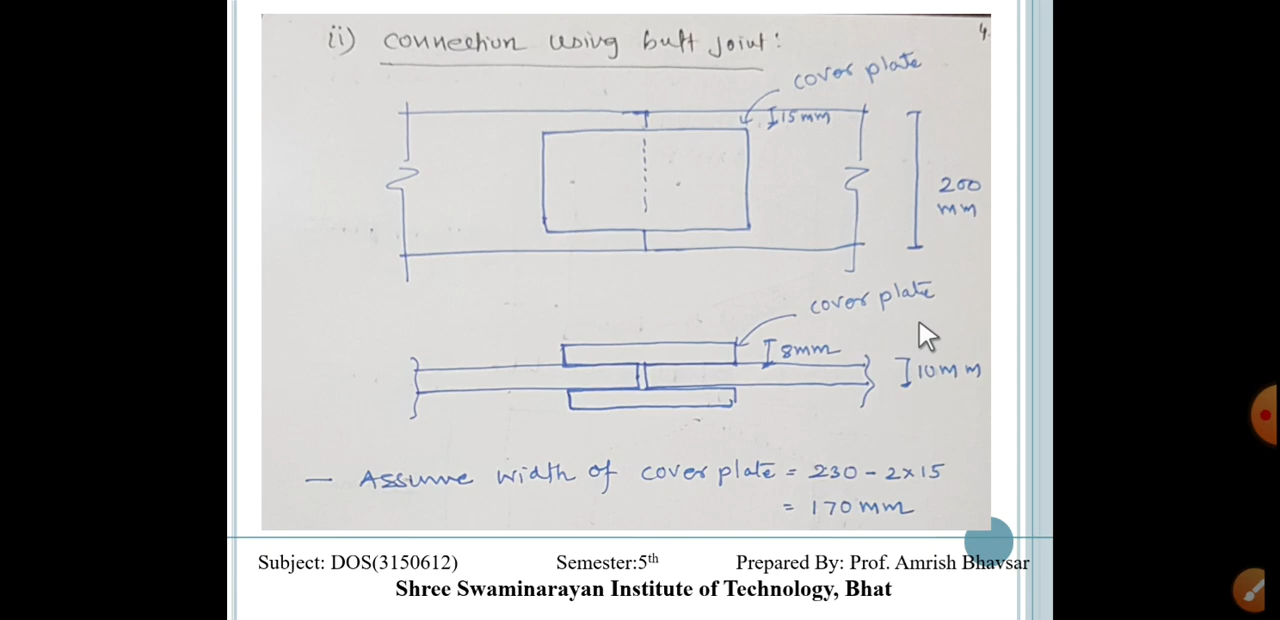 ii) connection using butt joint:
4.
cover plate
15mm
200
mm
cover plate
8mm
10mm
— Assume width of cover plate = 230 - 2×15
= 170 mm
Subject: DOS(3150612) Semester:5th Prepared By: Prof. Amrish Bhavsar
Shree Swaminarayan Institute of Technology, Bhat